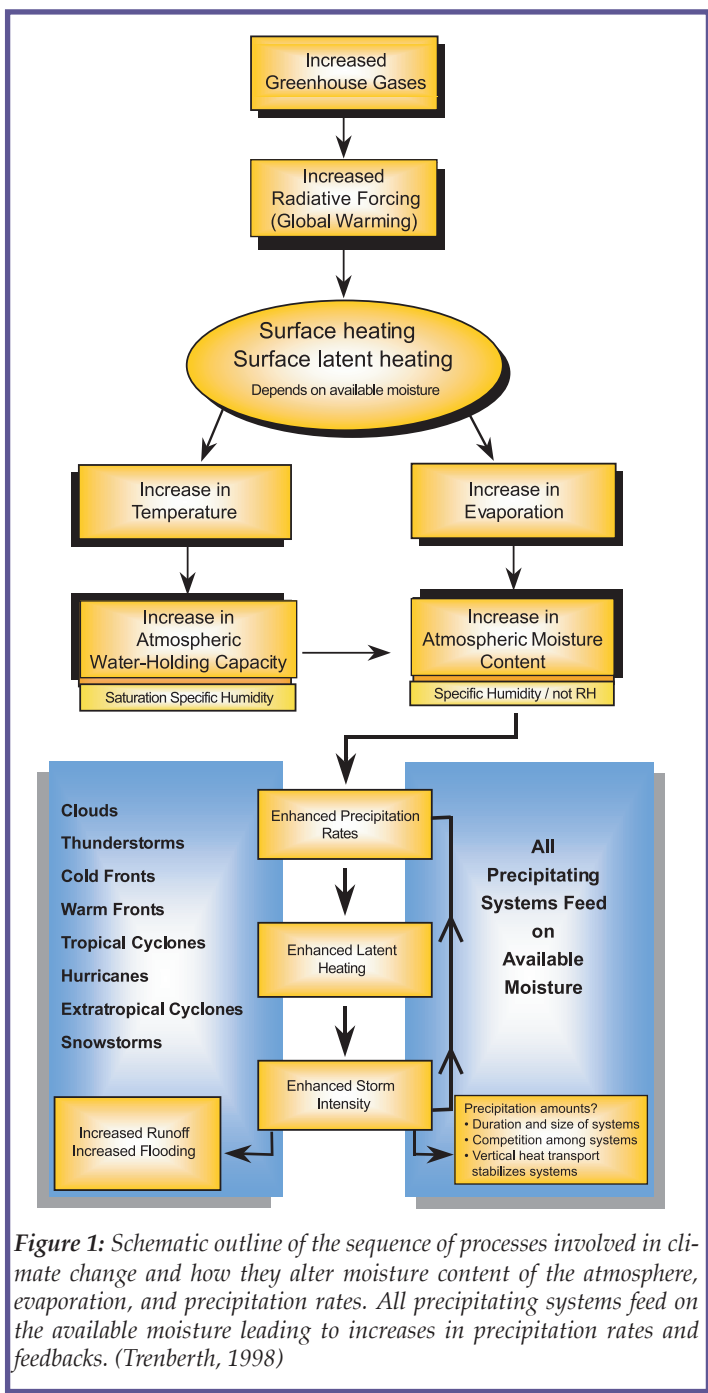 Increased
Greenhouse Gases
Increased
Radiative Forcing
(Global Warming)
Surface heating
Surface latent heating
Depends on available moisture
Increase in
Temperature
Increase in
Evaporation
Increase in
Atmospheric
Water-Holding Capacity
Saturation Specific Humidity
Increase in
Atmospheric Moisture
Content
Specific Humidity / not RH
Clouds
Thunderstorms
Cold Fronts
Warm Fronts
Tropical Cyclones
Hurricanes
Extratropical Cyclones
Snowstorms
Enhanced Precipitation
Rates
Enhanced Latent
Heating
Enhanced Storm
Intensity
All
Precipitating
Systems Feed
on
Available
Moisture
Increased Runoff
Increased Flooding
Precipitation amounts?
• Duration and size of systems
• Competition among systems
• Vertical heat transport
stabilizes systems
Figure 1: Schematic outline of the sequence of processes involved in cli-
mate change and how they alter moisture content of the atmosphere,
evaporation, and precipitation rates. All precipitating systems feed on
the available moisture leading to increases in precipitation rates and
feedbacks. (Trenberth, 1998)